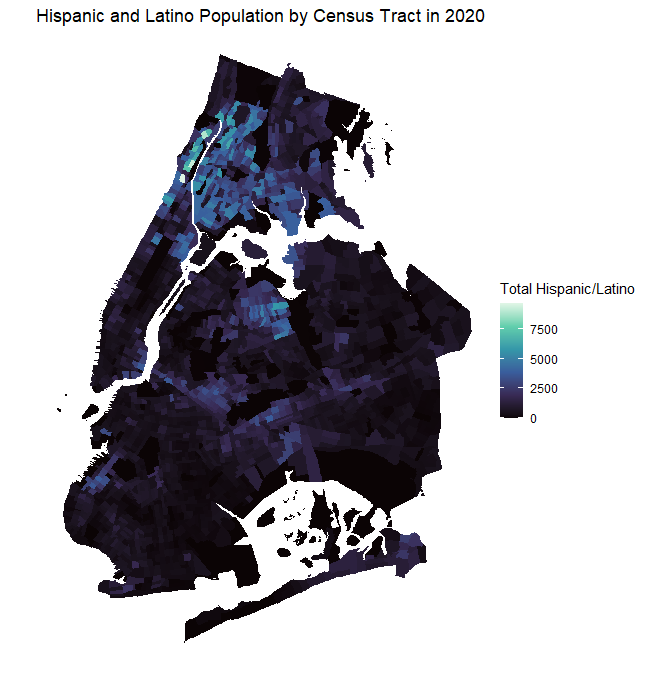 Hispanic and Latino Population by Census Tract in 2020
Total Hispanic/Latino
7500
5000
2500
0